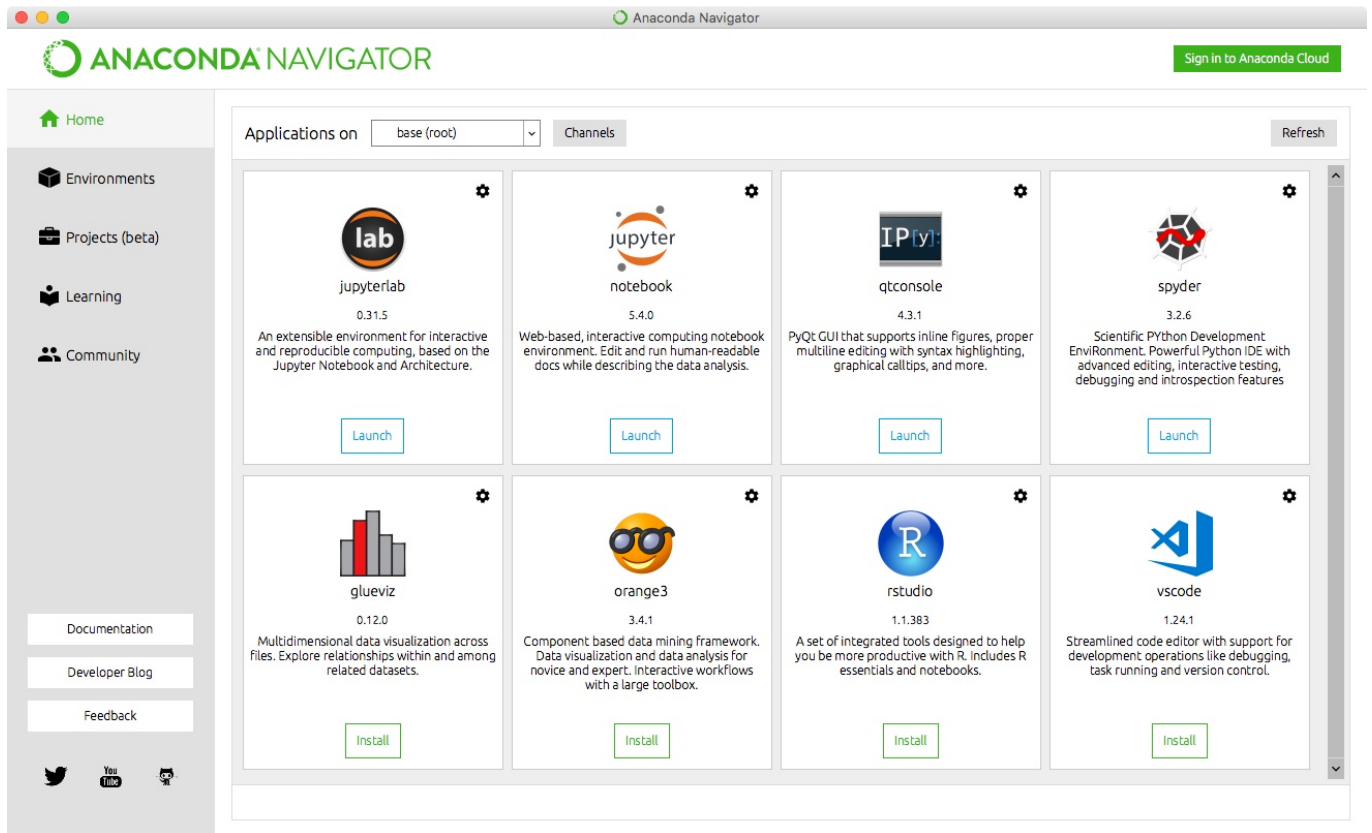 Anaconda Navigator
ANACONDA NAVIGATOR
Sign in to Anaconda Cloud
Home
Environments
Projects (beta)
Learning
Community
Documentation
Developer Blog
Feedback
You
Tube
Applications on
base (root)
Channels
Refresh
lab
jupyterlab
0.31.5
An extensible environment for interactive
and reproducible computing, based on the
Jupyter Notebook and Architecture.
Launch
jupyter
notebook
5.4.0
Web-based, interactive computing notebook
environment. Edit and run human-readable
docs while describing the data analysis.
Launch
IP[y]:
qtconsole
4.3.1
PyQt GUI that supports inline figures, proper
multiline editing with syntax highlighting,
graphical calltips, and more.
Launch
spyder
3.2.6
Scientific PYthon Development
EnviRonment. Powerful Python IDE with
advanced editing, interactive testing,
debugging and introspection features
Launch
glueviz
0.12.0
Multidimensional data visualization across
files. Explore relationships within and among
related datasets.
Install
orange3
3.4.1
Component based data mining framework.
Data visualization and data analysis for
novice and expert. Interactive workflows
with a large toolbox.
Install
R
rstudio
1.1.383
A set of integrated tools designed to help
you be more productive with R. Includes R
essentials and notebooks.
Install
vscode
1.24.1
Streamlined code editor with support for
development operations like debugging,
task running and version control.
Install